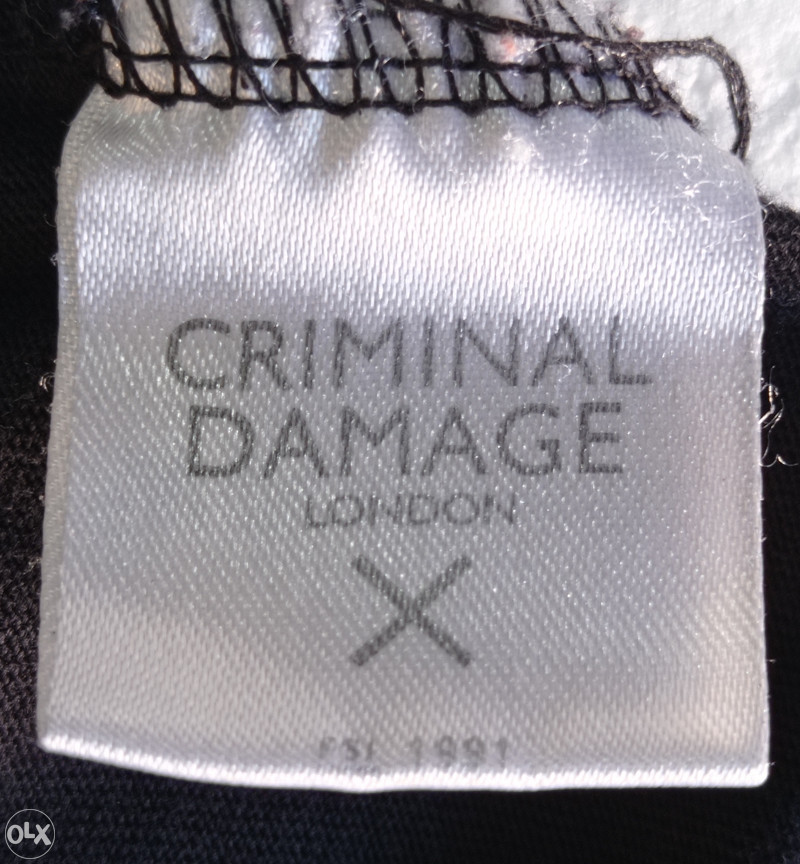 CRIMINAL
DAMAGE
LONDON
X
EST. 1991
OLX